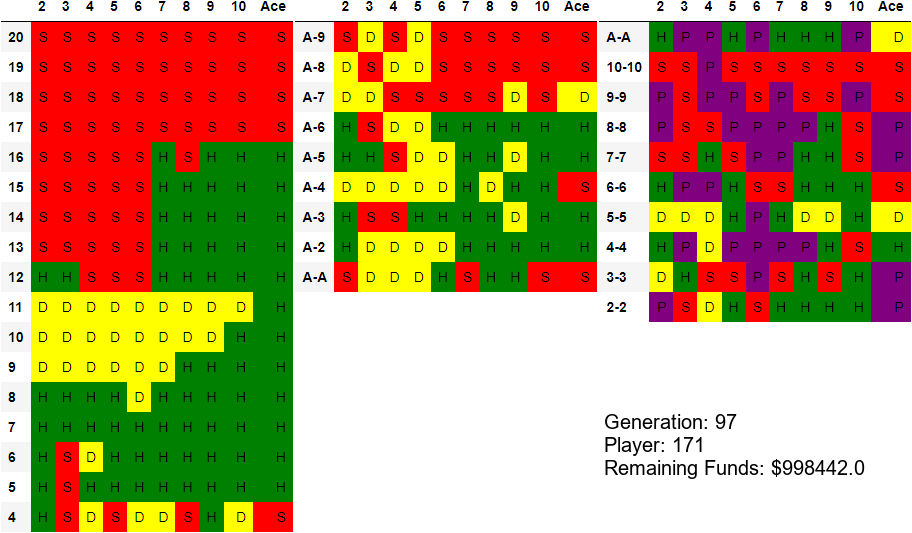 2 3 4 5 6 7 8 9 10 Ace
20 S S S S S S S S S S
19 S S S S S S S S S S
18 S S S S S S S S S S
17 S S S S S S S S S S
16 S S S S S H S H H H
15 S S S S S H H H H H
14 S S S S S H H H H H
13 S S S S S H H H H H
12 H H S S S H H H H H
11 D D D D D D D D D H
10 D D D D D D D D H H
9 D D D D D D H H H H
8 H H H H D H H H H H
7 H H H H H H H H H H
6 H S D H H H H H H H
5 H S H H H H H H H H
4 H S D S D D S H D S
2 3 4 5 6 7 8 9 10 Ace
A-9 S D S D S S S S S S
A-8 D S D D S S S S S S
A-7 D D S S S S S D S D
A-6 H S D D H H H H H H
A-5 H H S D D H H D H H
A-4 D D D D D H D H H S
A-3 H S S H H H H D H H
A-2 H D D D D H H H H H
A-A S D D D H S H H S S
2 3 4 5 6 7 8 9 10 Ace
A-A H P P H P H H H P D
10-10 S S P S S S S S S S
9-9 P S P P S P S S P S
8-8 P S S P P P P H S P
7-7 S S H S P P H H S P
6-6 H P P H S S H H H S
5-5 D D D H P H D D H D
4-4 H P D P P P P H S H
3-3 D H S S P S H S H P
2-2 P S D H S H H H H P
Generation: 97
Player: 171
Remaining Funds: $998442.0